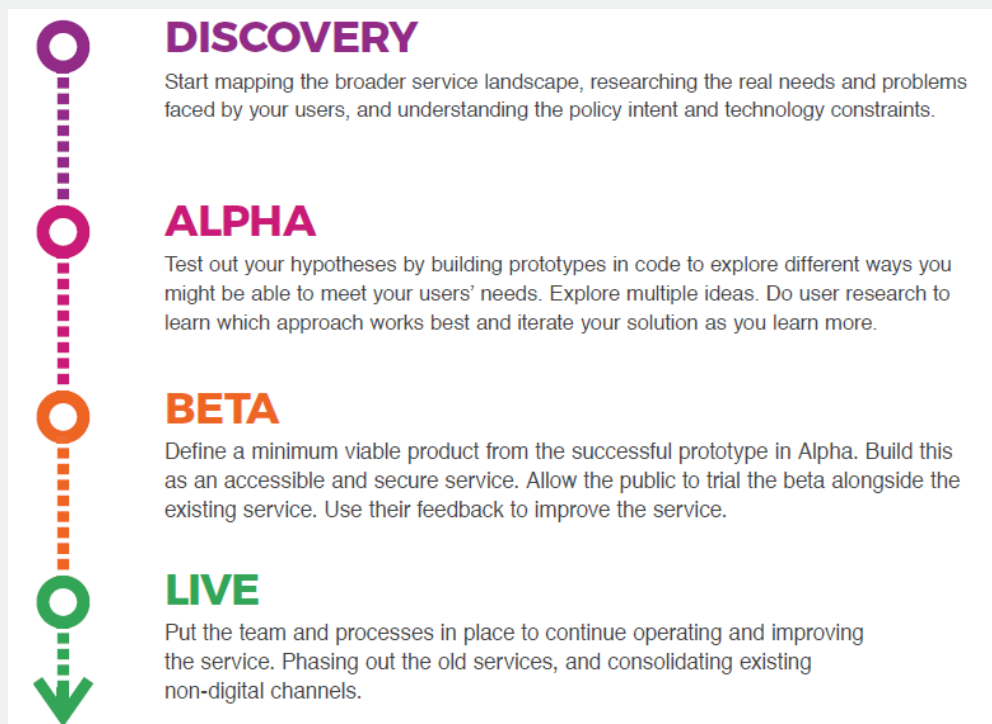 DISCOVERY
Start mapping the broader service landscape, researching the real needs and problems
faced by your users, and understanding the policy intent and technology constraints.
ALPHA
Test out your hypotheses by building prototypes in code to explore different ways you
might be able to meet your users’ needs. Explore multiple ideas. Do user research to
learn which approach works best and iterate your solution as you learn more.
BETA
Define a minimum viable product from the successful prototype in Alpha. Build this
as an accessible and secure service. Allow the public to trial the beta alongside the
existing service. Use their feedback to improve the service.
LIVE
Put the team and processes in place to continue operating and improving
the service. Phasing out the old services, and consolidating existing
non-digital channels.